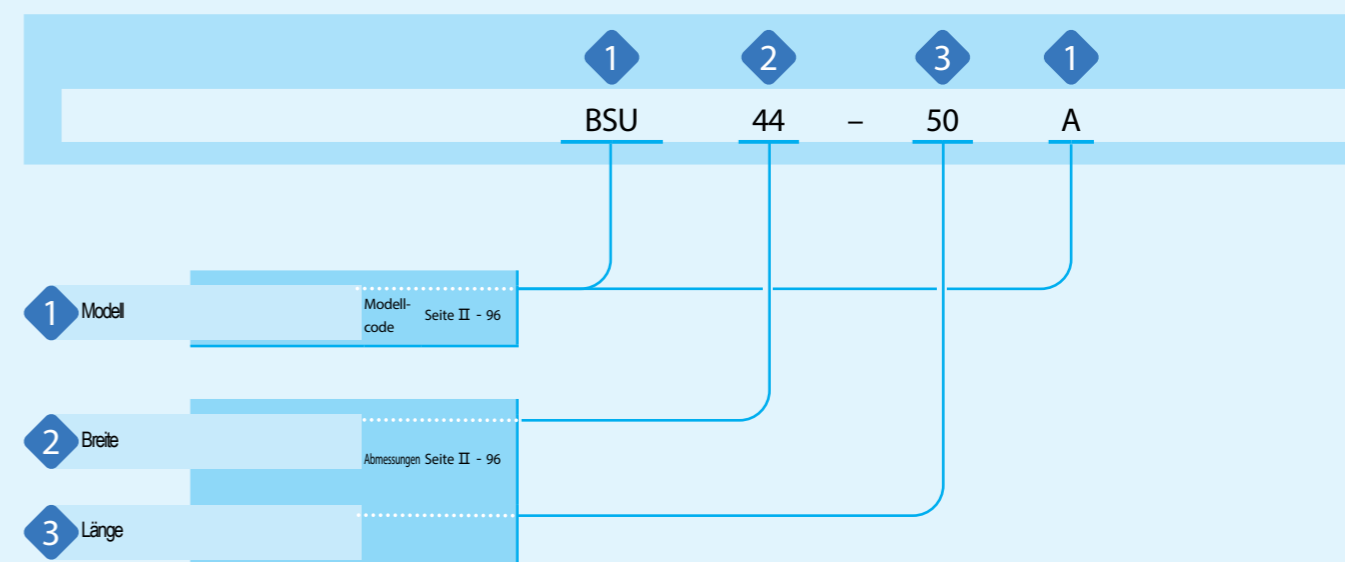 1 2 3 1
BSU 44 – 50 A
1 Modell
Modell-
code
Seite II - 96
2 Breite
Abmessungen Seite II - 96
3 Länge